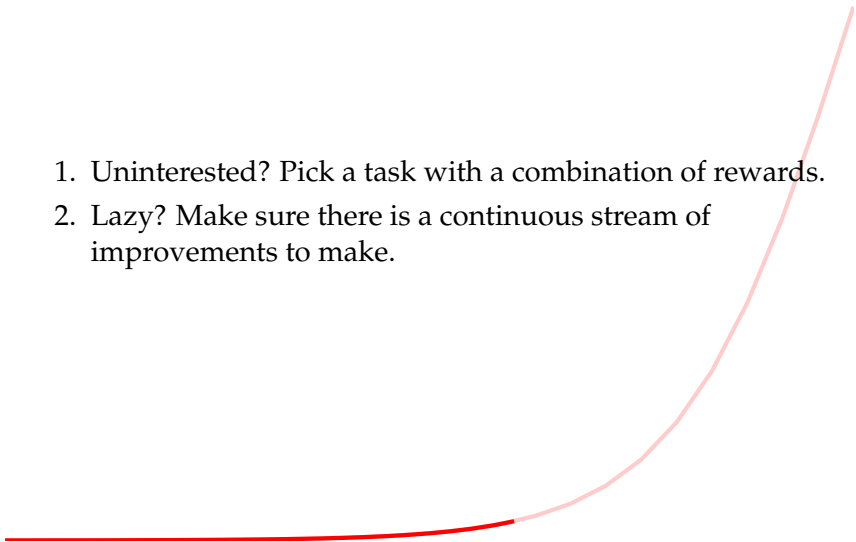 1. Uninterested? Pick a task with a combination of rewards.
2. Lazy? Make sure there is a continuous stream of
improvements to make.